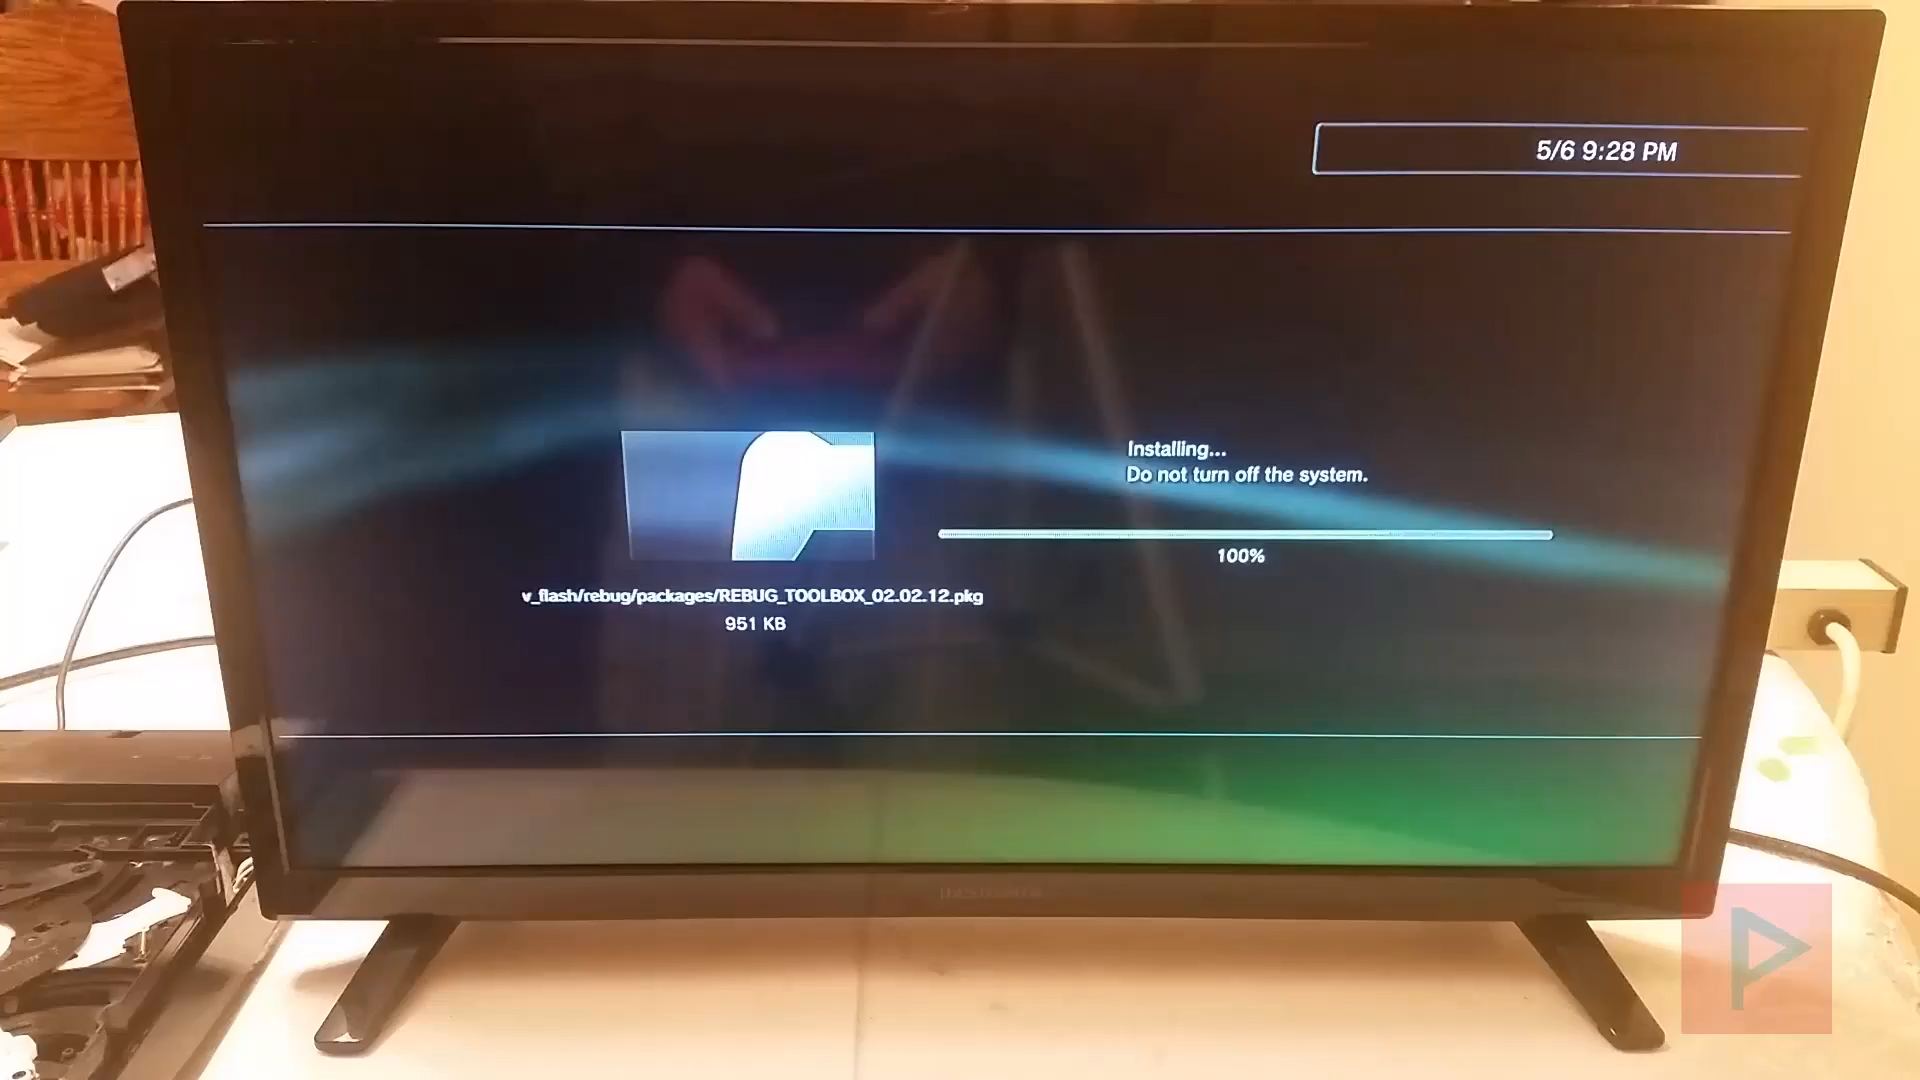 5/6 9:28 PM
Installing...
Do not turn off the system.
100%
v_flash/rebug/packages/REBUG_TOOLBOX_02.02.12.pkg
951 KB